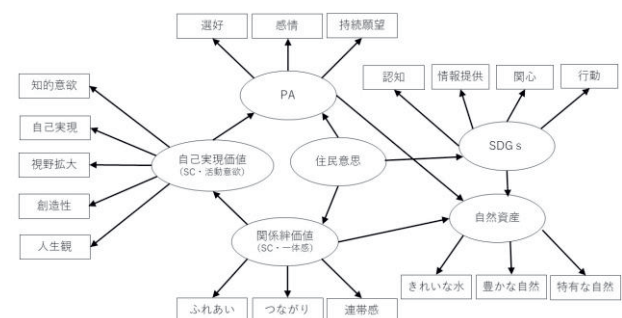 選好
感情
持続願望
認知
情報提供
関心
行動
知的意欲
自己実現
視野拡大
創造性
人生観
PA
SDGs
自己実現価値
(SC・活動意欲)
住民意思
関係絆価値
(SC・一体感)
自然資産
きれいな水
豊かな自然
特有な自然
ふれあい
つながり
連帯感